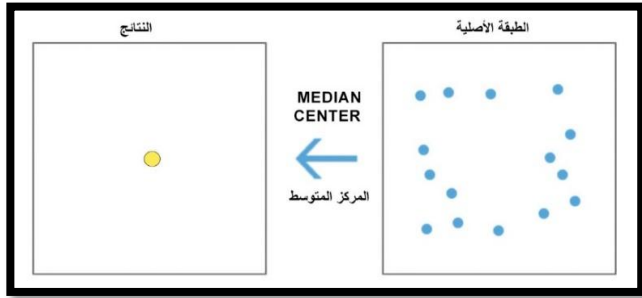 الطبقة الأصلية
النتائج
MEDIAN
CENTER
المركز المتوسط